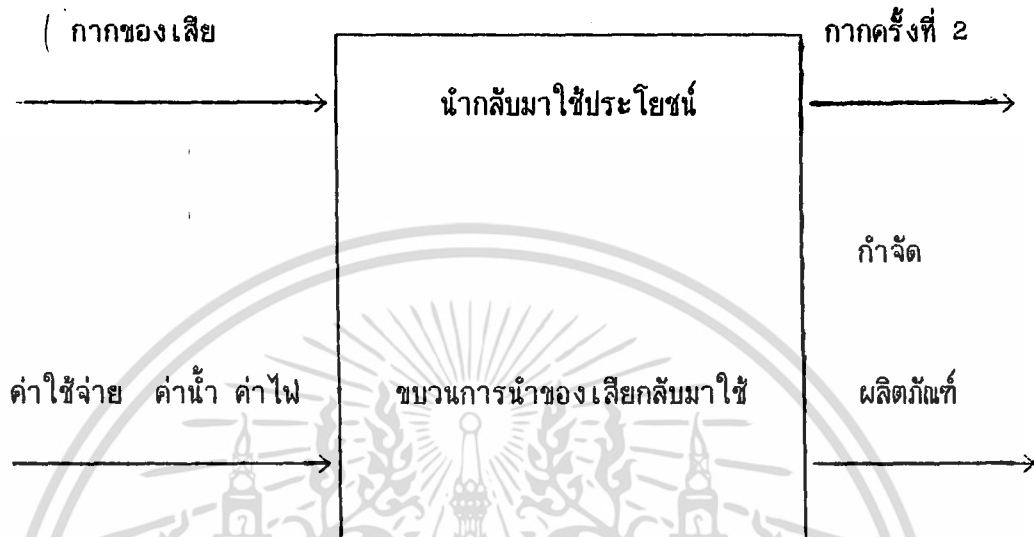 กากของเสีย กากครั้งที่ 2
นำกลับมาใช้ประโยชน์
กำจัด
ค่าใช้จ่าย ค่าน้ำ ค่าไฟ ขบวนการนำของเสียกลับมาใช้ ผลิตภัณฑ์